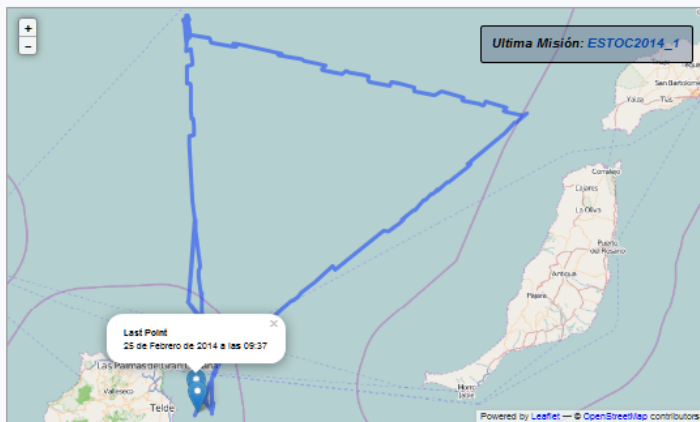 +
−
Ultima Misión: ESTOC2014_1
Yaiza
Tías
San Bartolomé
Corralejo
Lajares
La Oliva
Puerto del Rosario
Antigua
Pájara
Morro Jable
Last Point
25 de Febrero de 2014 a las 09:37
×
Las Palmas de Gran Canaria
Valleseco
Telde
Powered by Leaflet — © OpenStreetMap contributors